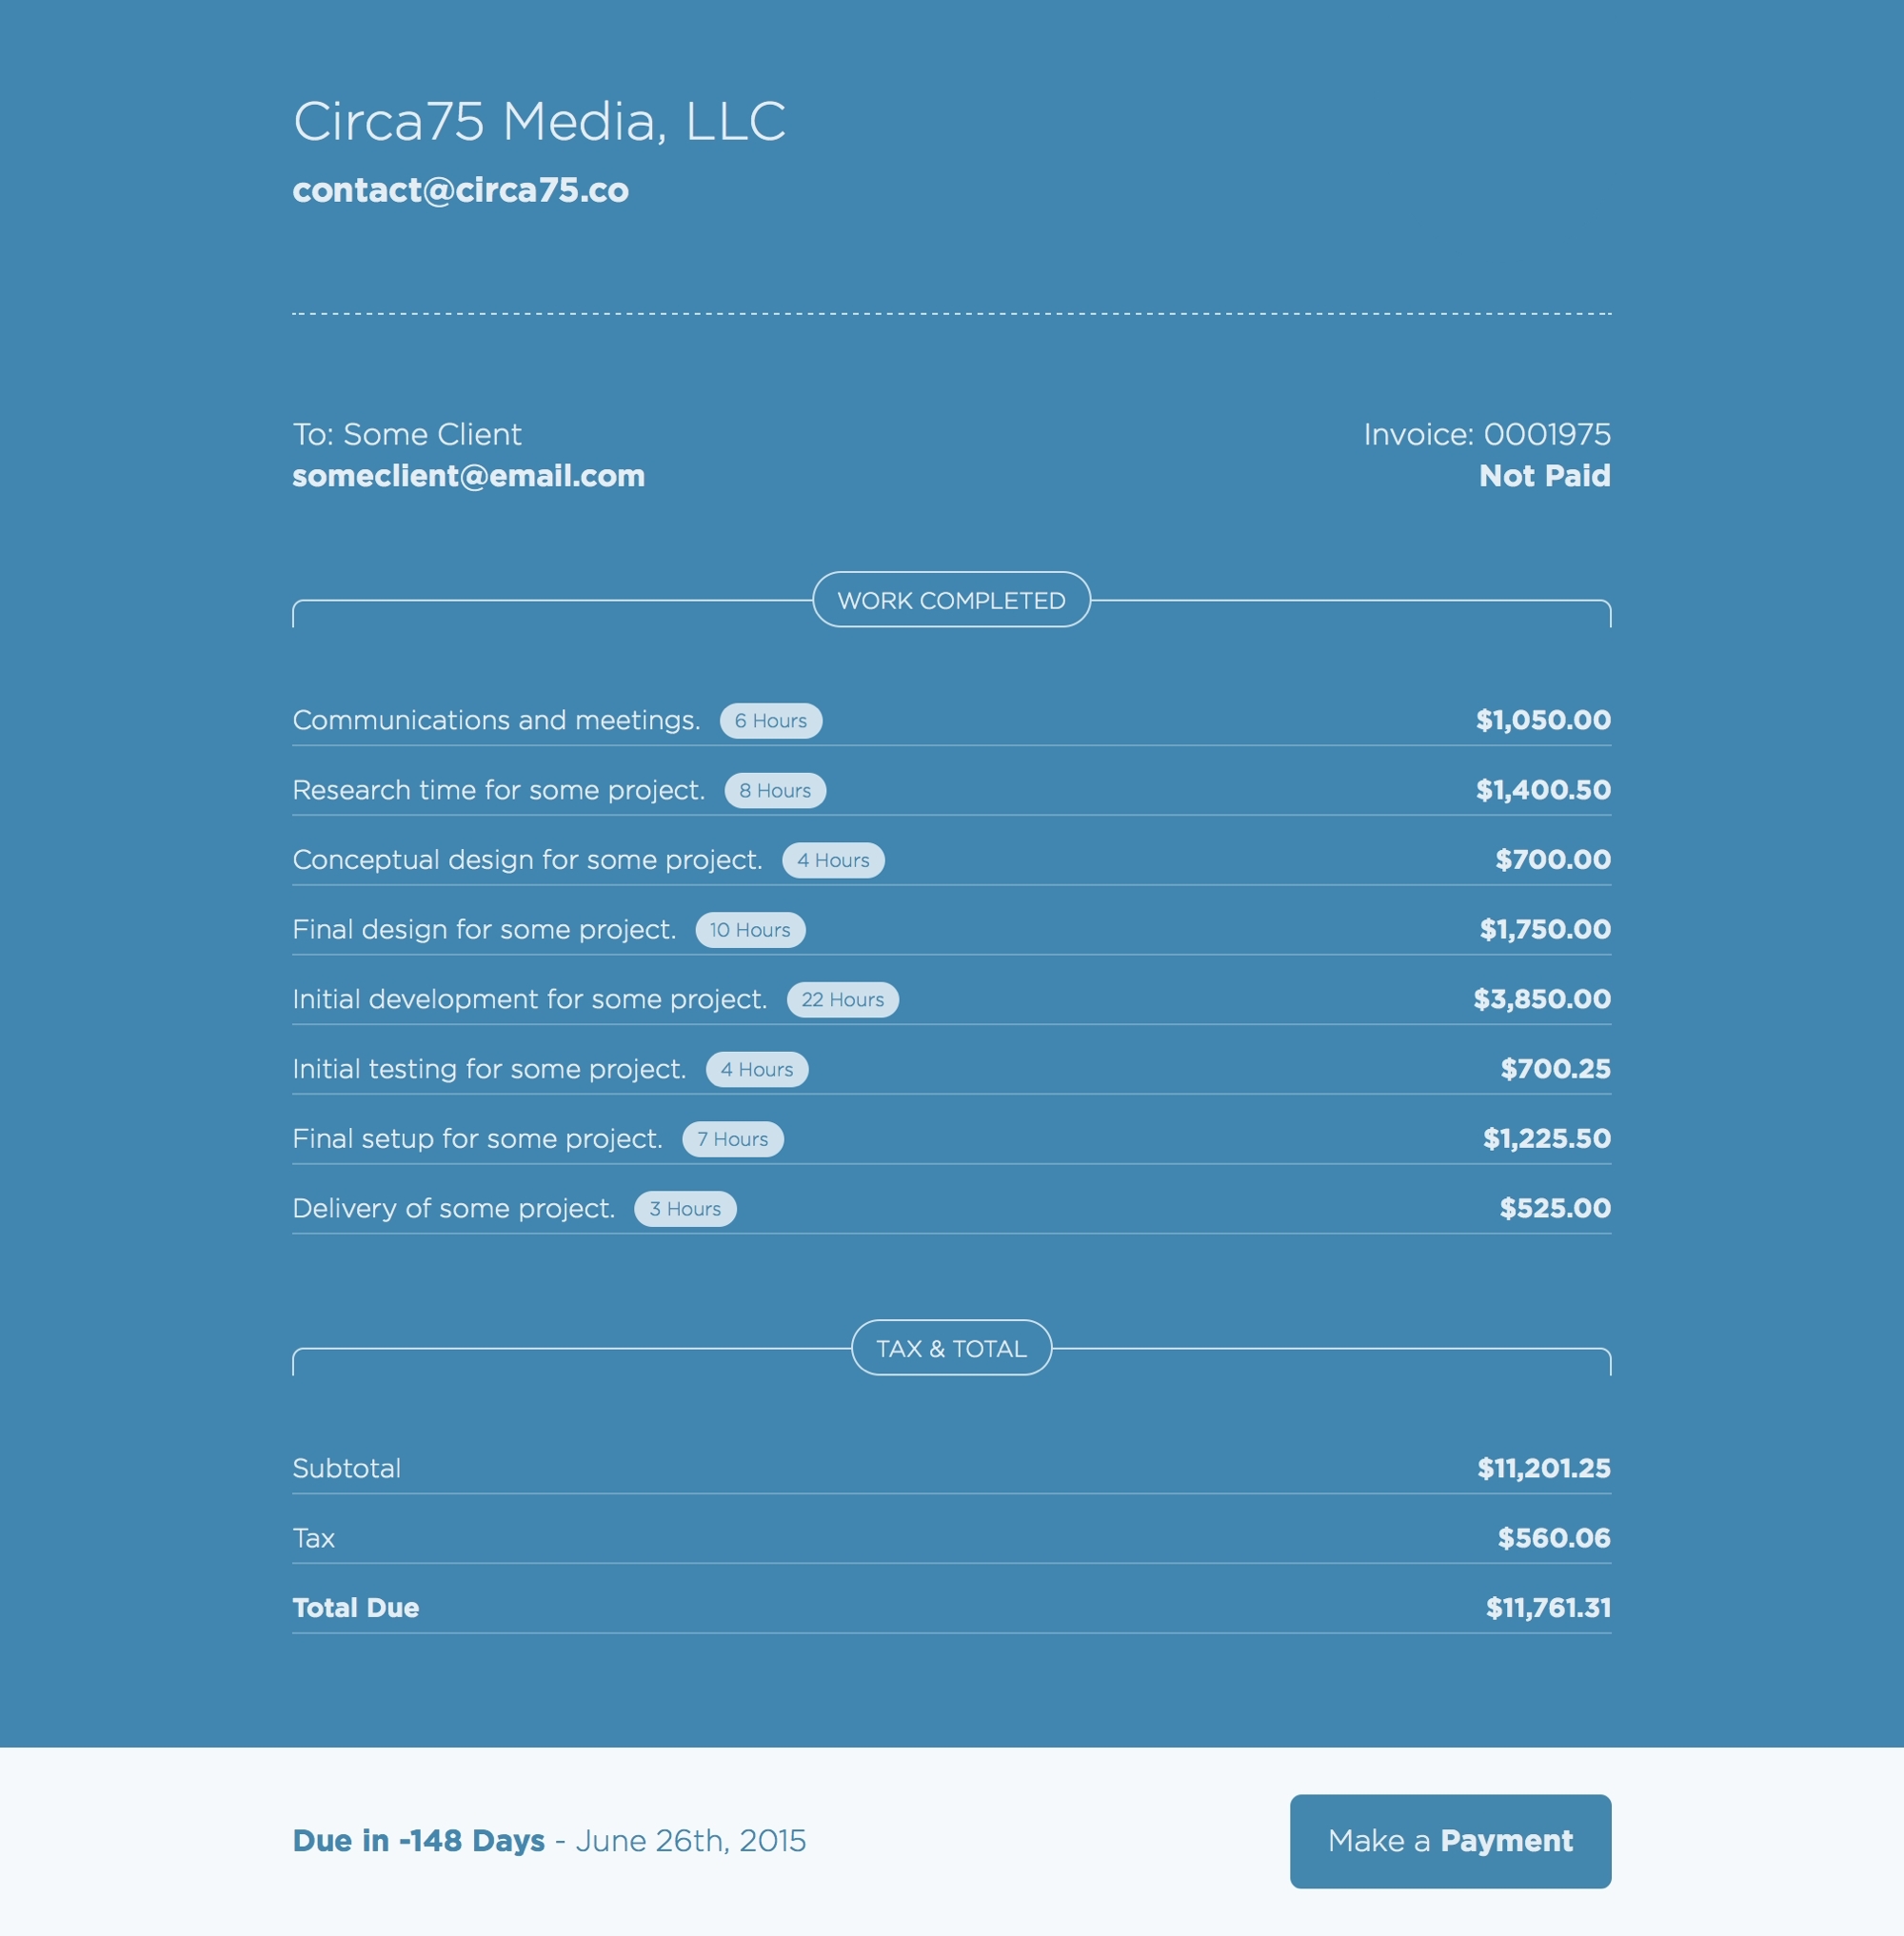 Circa75 Media, LLC
contact@circa75.co
To: Some Client
Invoice: 0001975
someclient@email.com
Not Paid
WORK COMPLETED
Communications and meetings. 6 Hours $1,050.00
Research time for some project. 8 Hours $1,400.50
Conceptual design for some project. 4 Hours $700.00
Final design for some project. 10 Hours $1,750.00
Initial development for some project. 22 Hours $3,850.00
Initial testing for some project. 4 Hours $700.25
Final setup for some project. 7 Hours $1,225.50
Delivery of some project. 3 Hours $525.00
TAX & TOTAL
Subtotal $11,201.25
Tax $560.06
Total Due $11,761.31
Due in -148 Days - June 26th, 2015
Make a Payment